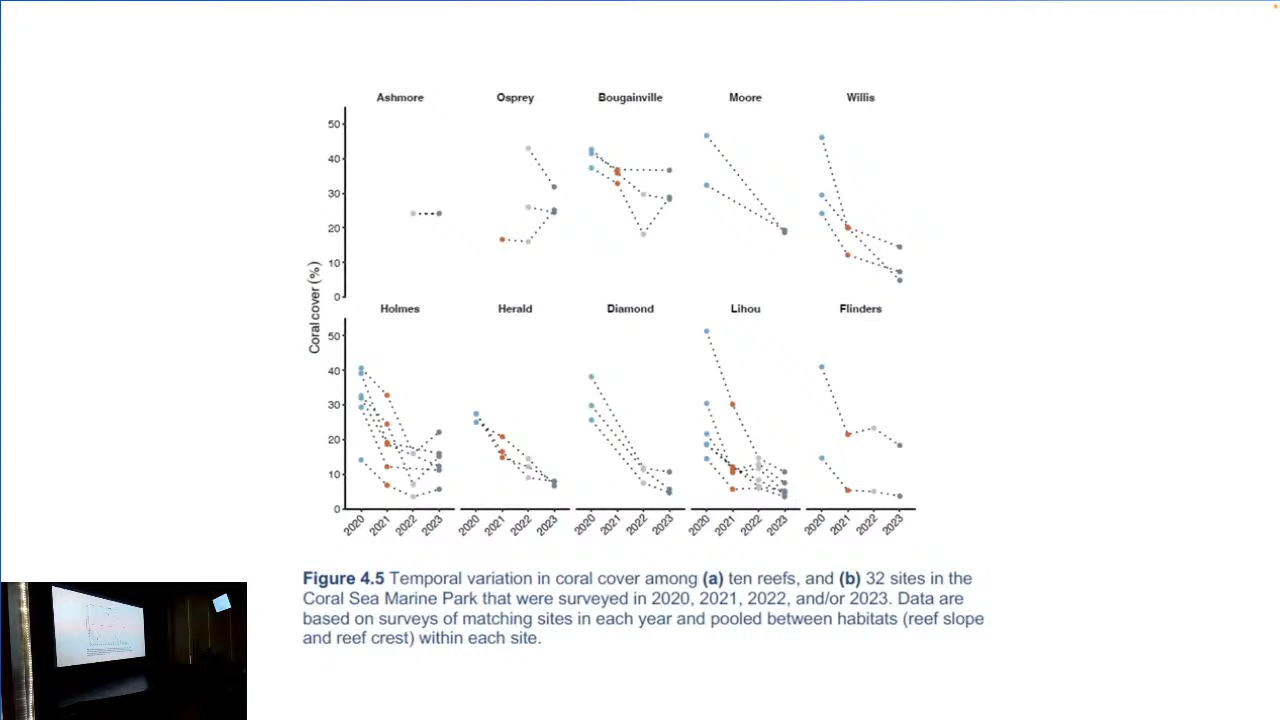 Ashmore Osprey Bougainville Moore Willis
50
40
30
20
10
0
Coral cover (%)
Holmes Herald Diamond Lihou Flinders
50
40
30
20
10
0
2020 2021 2022 2023 2020 2021 2022 2023 2020 2021 2022 2023 2020 2021 2022 2023 2020 2021 2022 2023
Figure 4.5 Temporal variation in coral cover among (a) ten reefs, and (b) 32 sites in the
Coral Sea Marine Park that were surveyed in 2020, 2021, 2022, and/or 2023. Data are
based on surveys of matching sites in each year and pooled between habitats (reef slope
and reef crest) within each site.